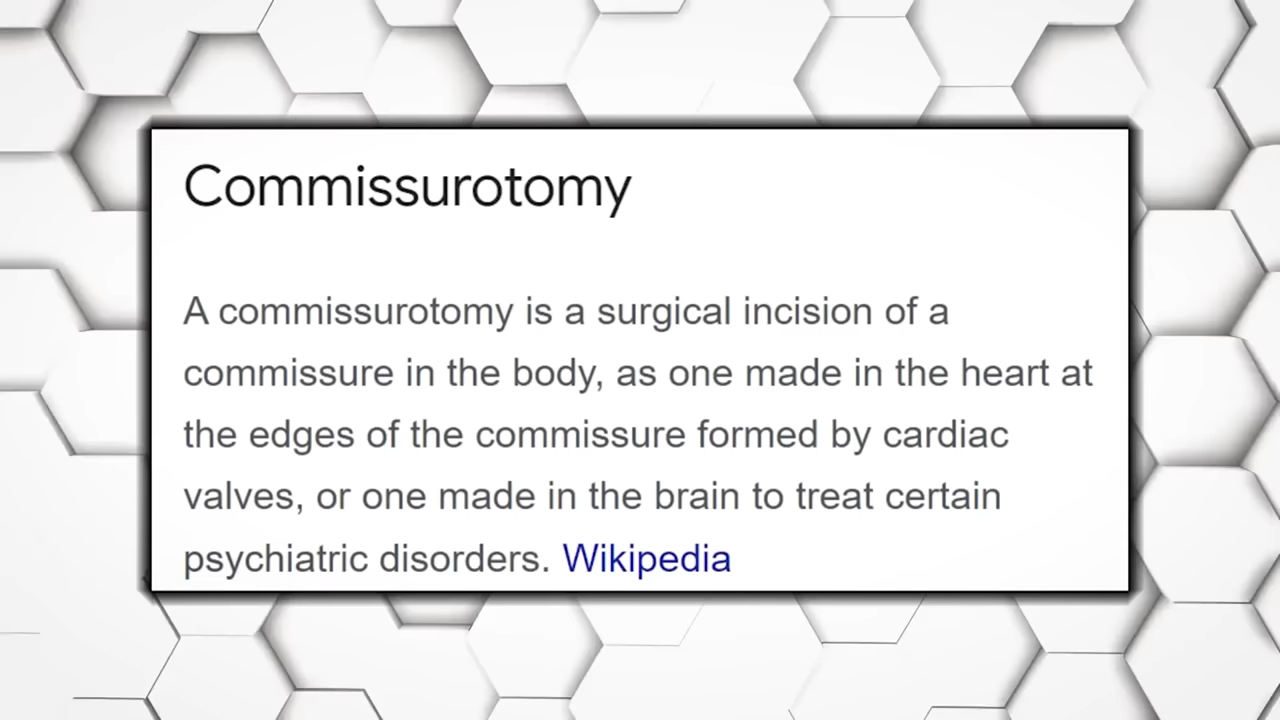 Commissurotomy
A commissurotomy is a surgical incision of a
commissure in the body, as one made in the heart at
the edges of the commissure formed by cardiac
valves, or one made in the brain to treat certain
psychiatric disorders. Wikipedia